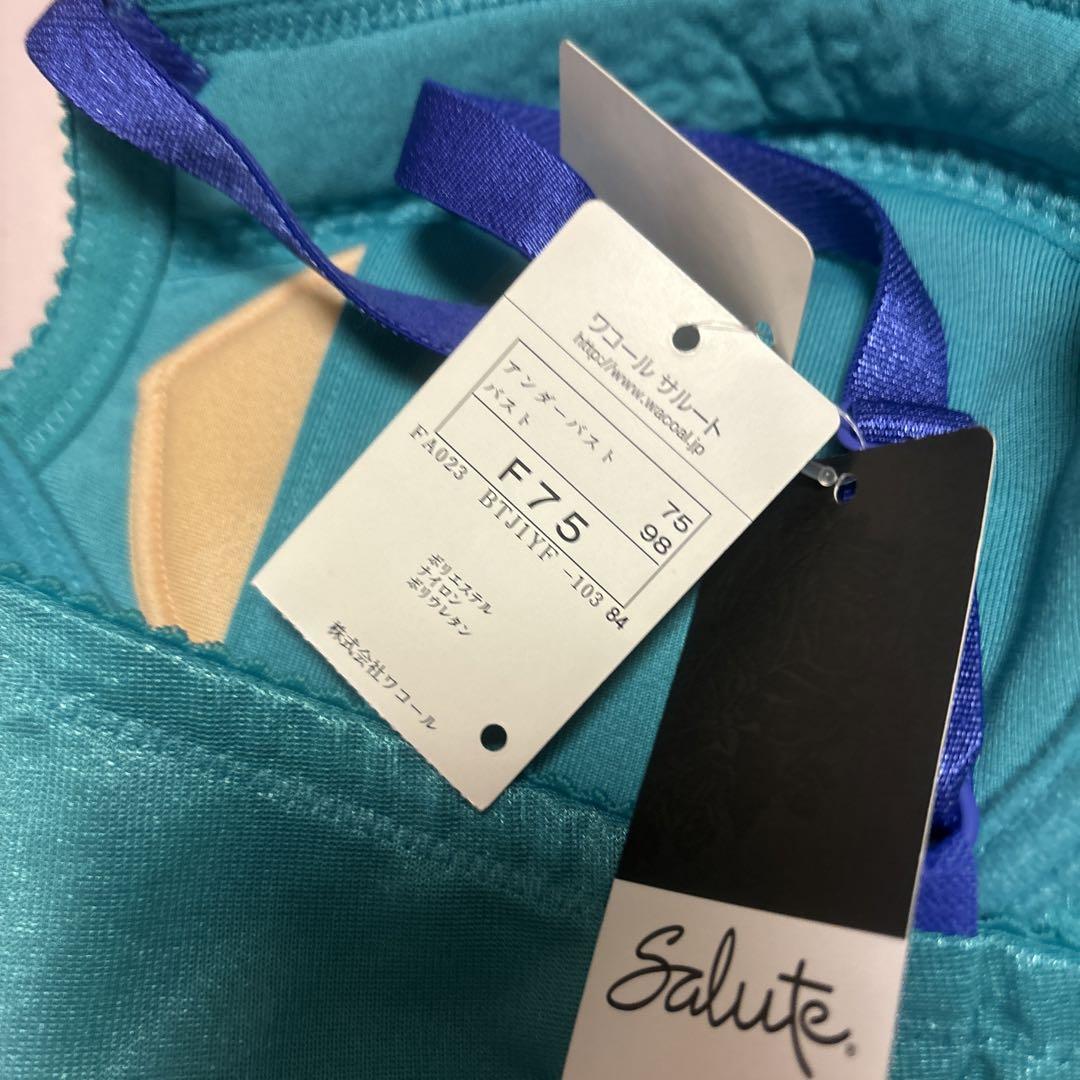 ワコール サルート
http://www.wacoal.jp
アンダーバスト 75
バスト 98
F75
FA023 BTJ1YF -103 84
ポリエステル
ナイロン
ポリウレタン
株式会社ワコール
Salute